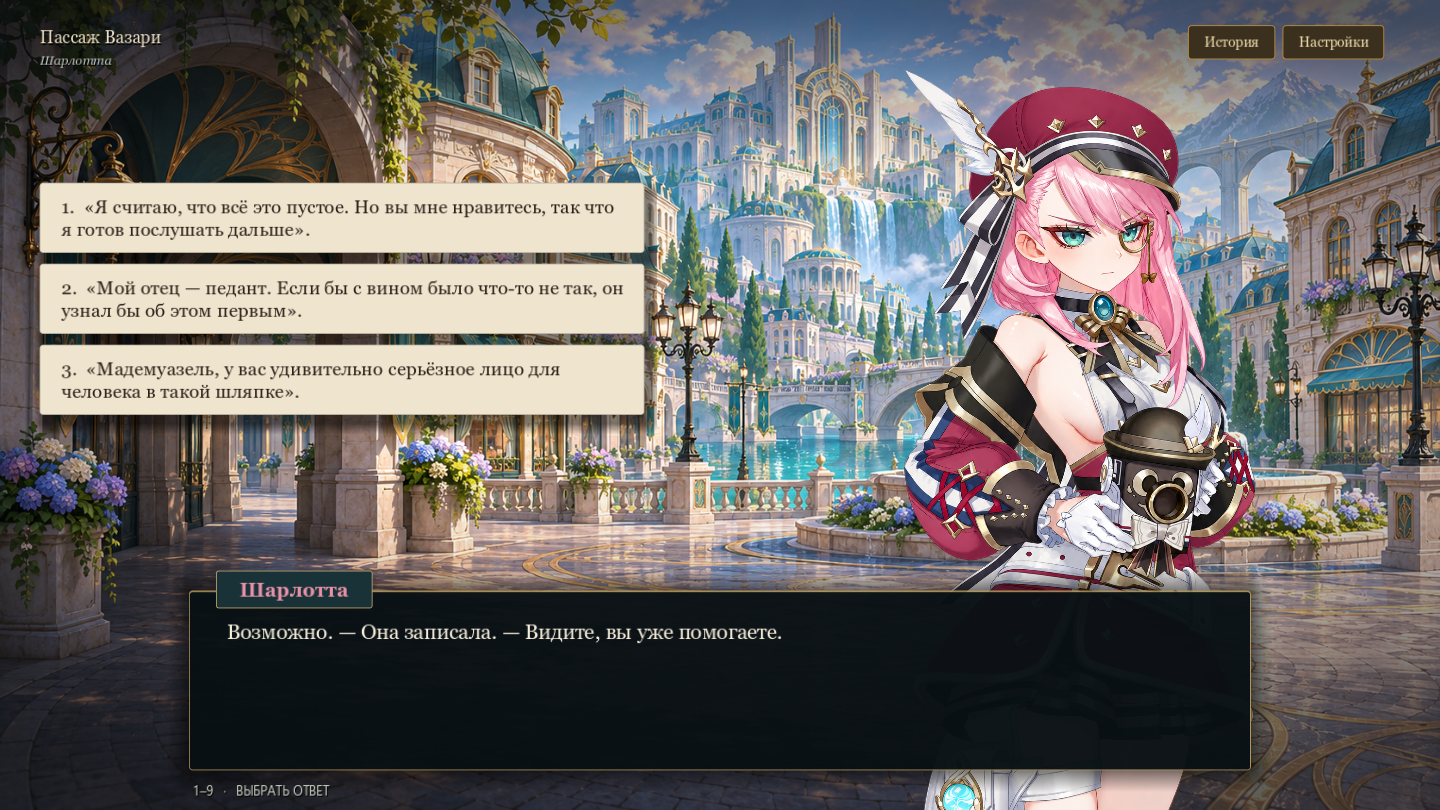 Пассаж Вазари
Шарлотта
История
Настройки
1. «Я считаю, что всё это пустое. Но вы мне нравитесь, так что
я готов послушать дальше».
2. «Мой отец — педант. Если бы с вином было что-то не так, он
узнал бы об этом первым».
3. «Мадемуазель, у вас удивительно серьёзное лицо для
человека в такой шляпке».
Шарлотта
Возможно. — Она записала. — Видите, вы уже помогаете.
1–9 · ВЫБРАТЬ ОТВЕТ